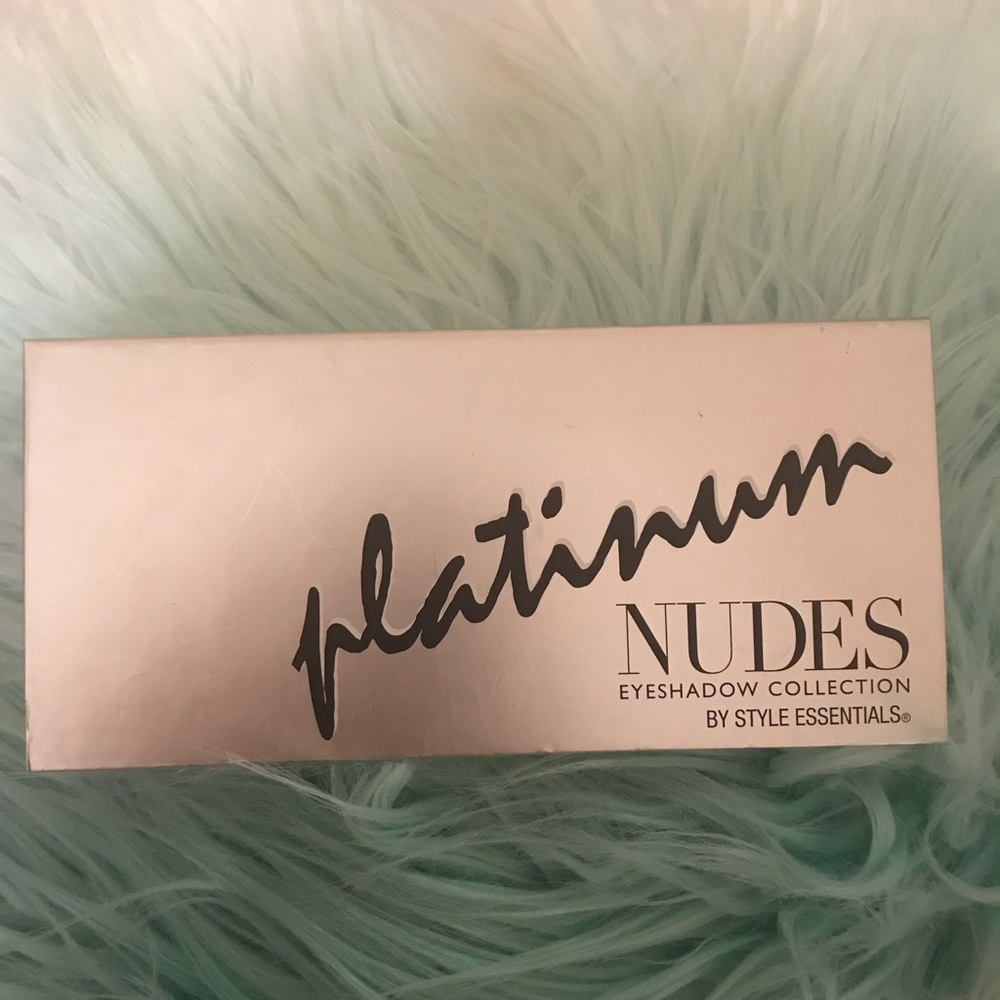 platinum
NUDES
EYESHADOW COLLECTION
BY STYLE ESSENTIALS®